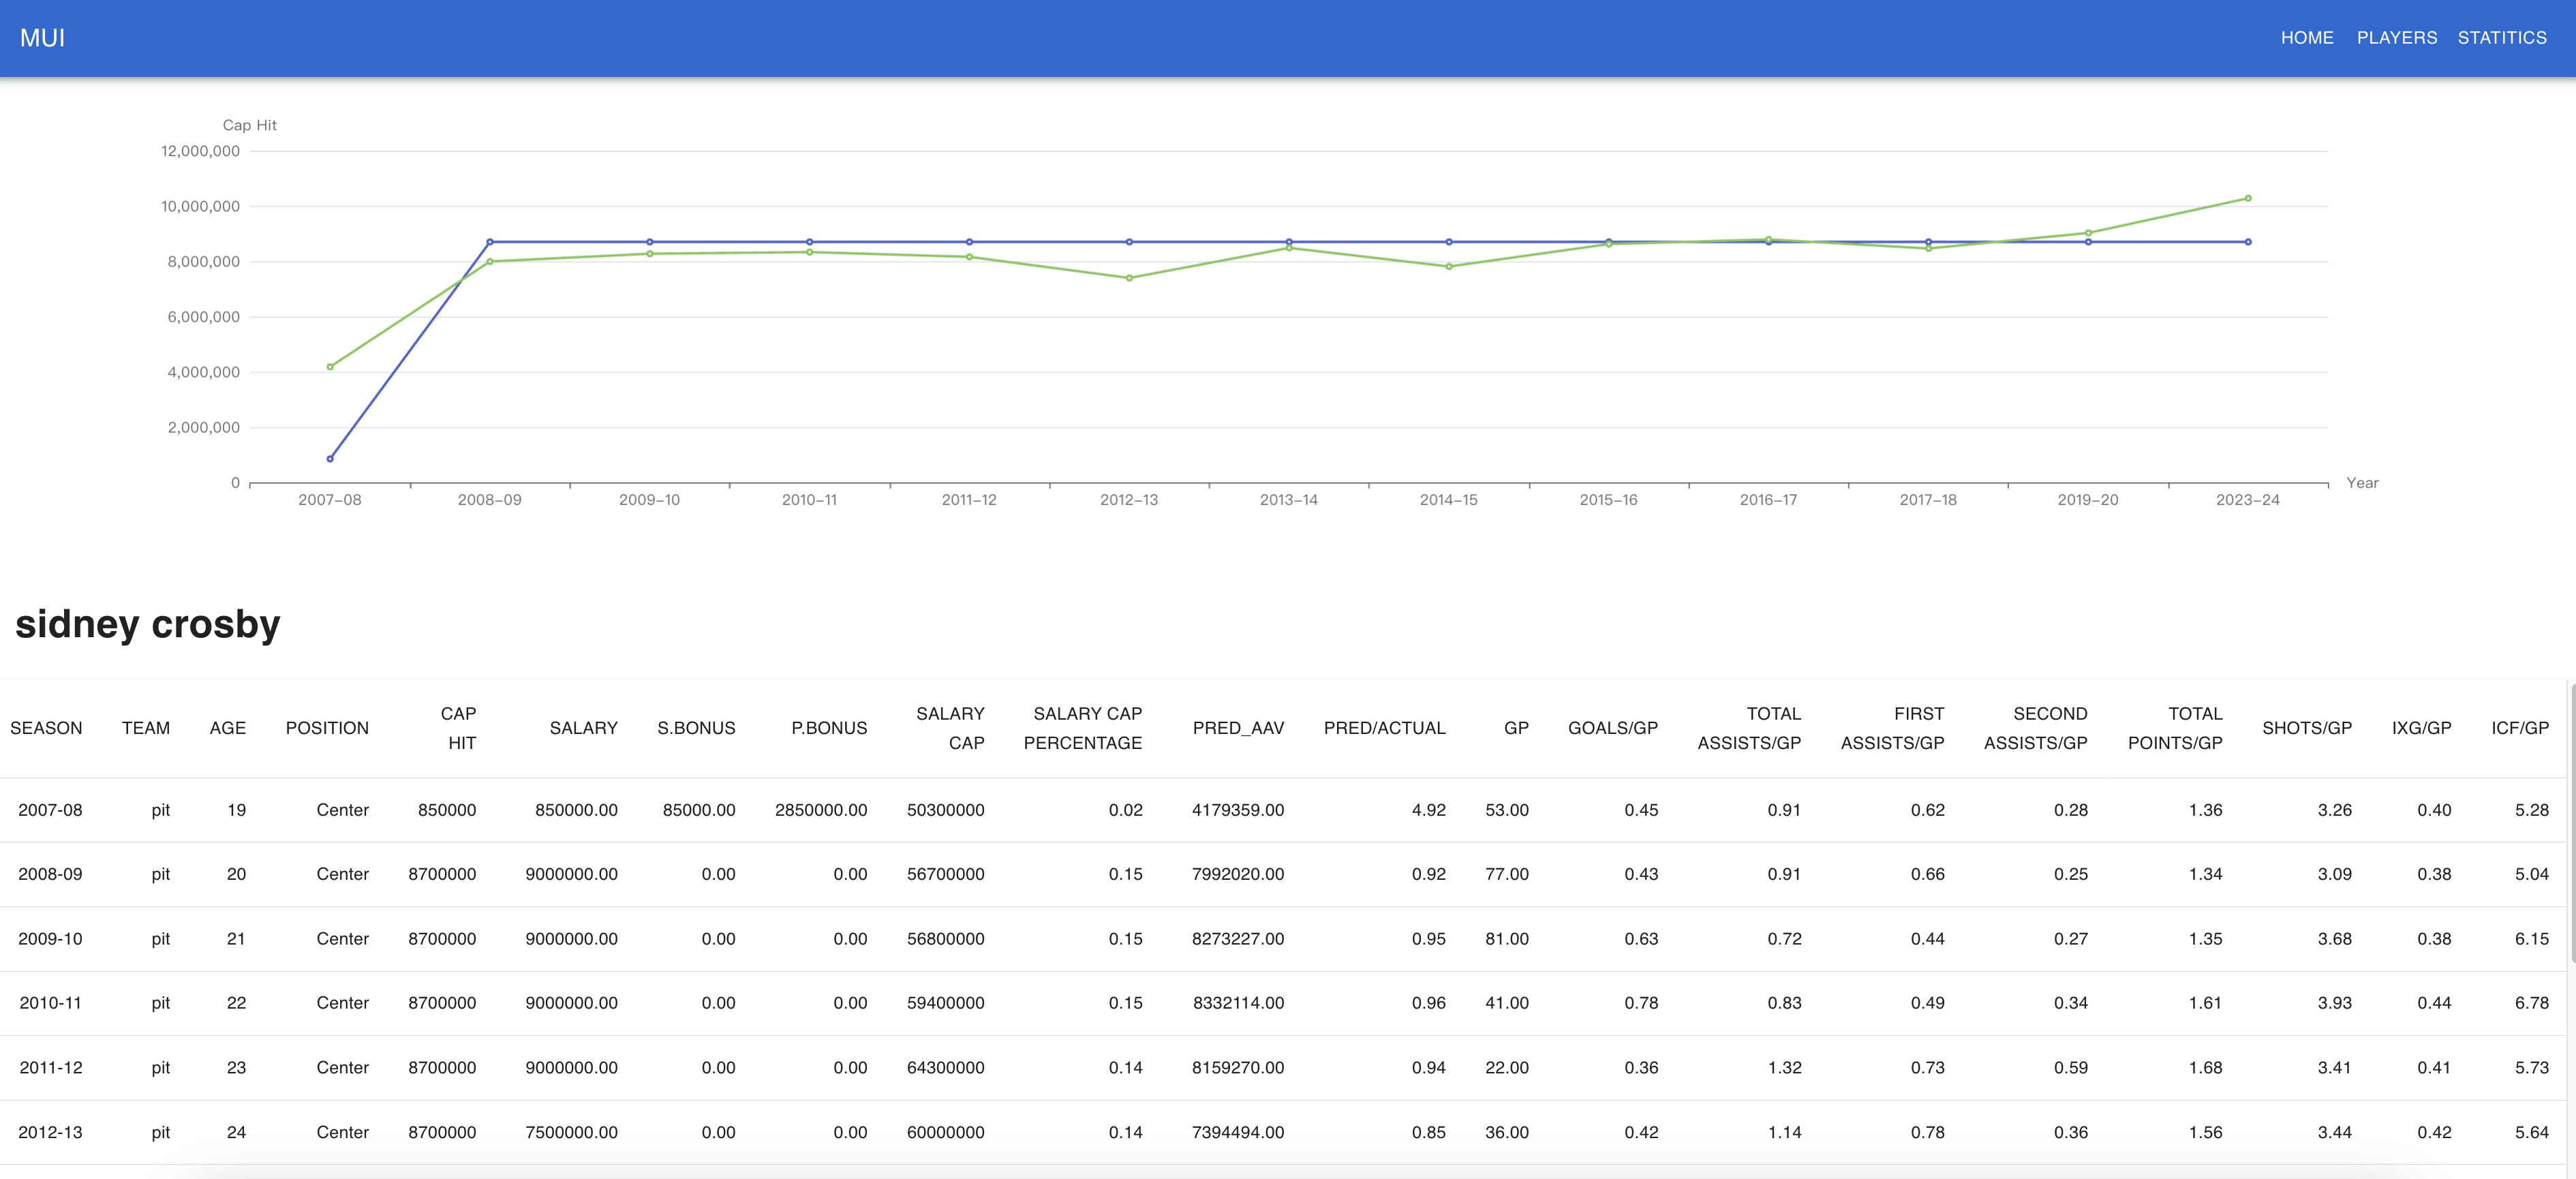 MUI
HOME PLAYERS STATITICS
Cap Hit
12,000,000
10,000,000
8,000,000
6,000,000
4,000,000
2,000,000
0
Year
2007–08 2008–09 2009–10 2010–11 2011–12 2012–13 2013–14 2014–15 2015–16 2016–17 2017–18 2019–20 2023–24
sidney crosby
SEASON TEAM AGE POSITION CAP HIT SALARY S.BONUS P.BONUS SALARY CAP SALARY CAP PERCENTAGE PRED_AAV PRED/ACTUAL GP GOALS/GP TOTAL ASSISTS/GP FIRST ASSISTS/GP SECOND ASSISTS/GP TOTAL POINTS/GP SHOTS/GP IXG/GP ICF/GP
2007-08 pit 19 Center 850000 850000.00 85000.00 2850000.00 50300000 0.02 4179359.00 4.92 53.00 0.45 0.91 0.62 0.28 1.36 3.26 0.40 5.28
2008-09 pit 20 Center 8700000 9000000.00 0.00 0.00 56700000 0.15 7992020.00 0.92 77.00 0.43 0.91 0.66 0.25 1.34 3.09 0.38 5.04
2009-10 pit 21 Center 8700000 9000000.00 0.00 0.00 56800000 0.15 8273227.00 0.95 81.00 0.63 0.72 0.44 0.27 1.35 3.68 0.38 6.15
2010-11 pit 22 Center 8700000 9000000.00 0.00 0.00 59400000 0.15 8332114.00 0.96 41.00 0.78 0.83 0.49 0.34 1.61 3.93 0.44 6.78
2011-12 pit 23 Center 8700000 9000000.00 0.00 0.00 64300000 0.14 8159270.00 0.94 22.00 0.36 1.32 0.73 0.59 1.68 3.41 0.41 5.73
2012-13 pit 24 Center 8700000 7500000.00 0.00 0.00 60000000 0.14 7394494.00 0.85 36.00 0.42 1.14 0.78 0.36 1.56 3.44 0.42 5.64